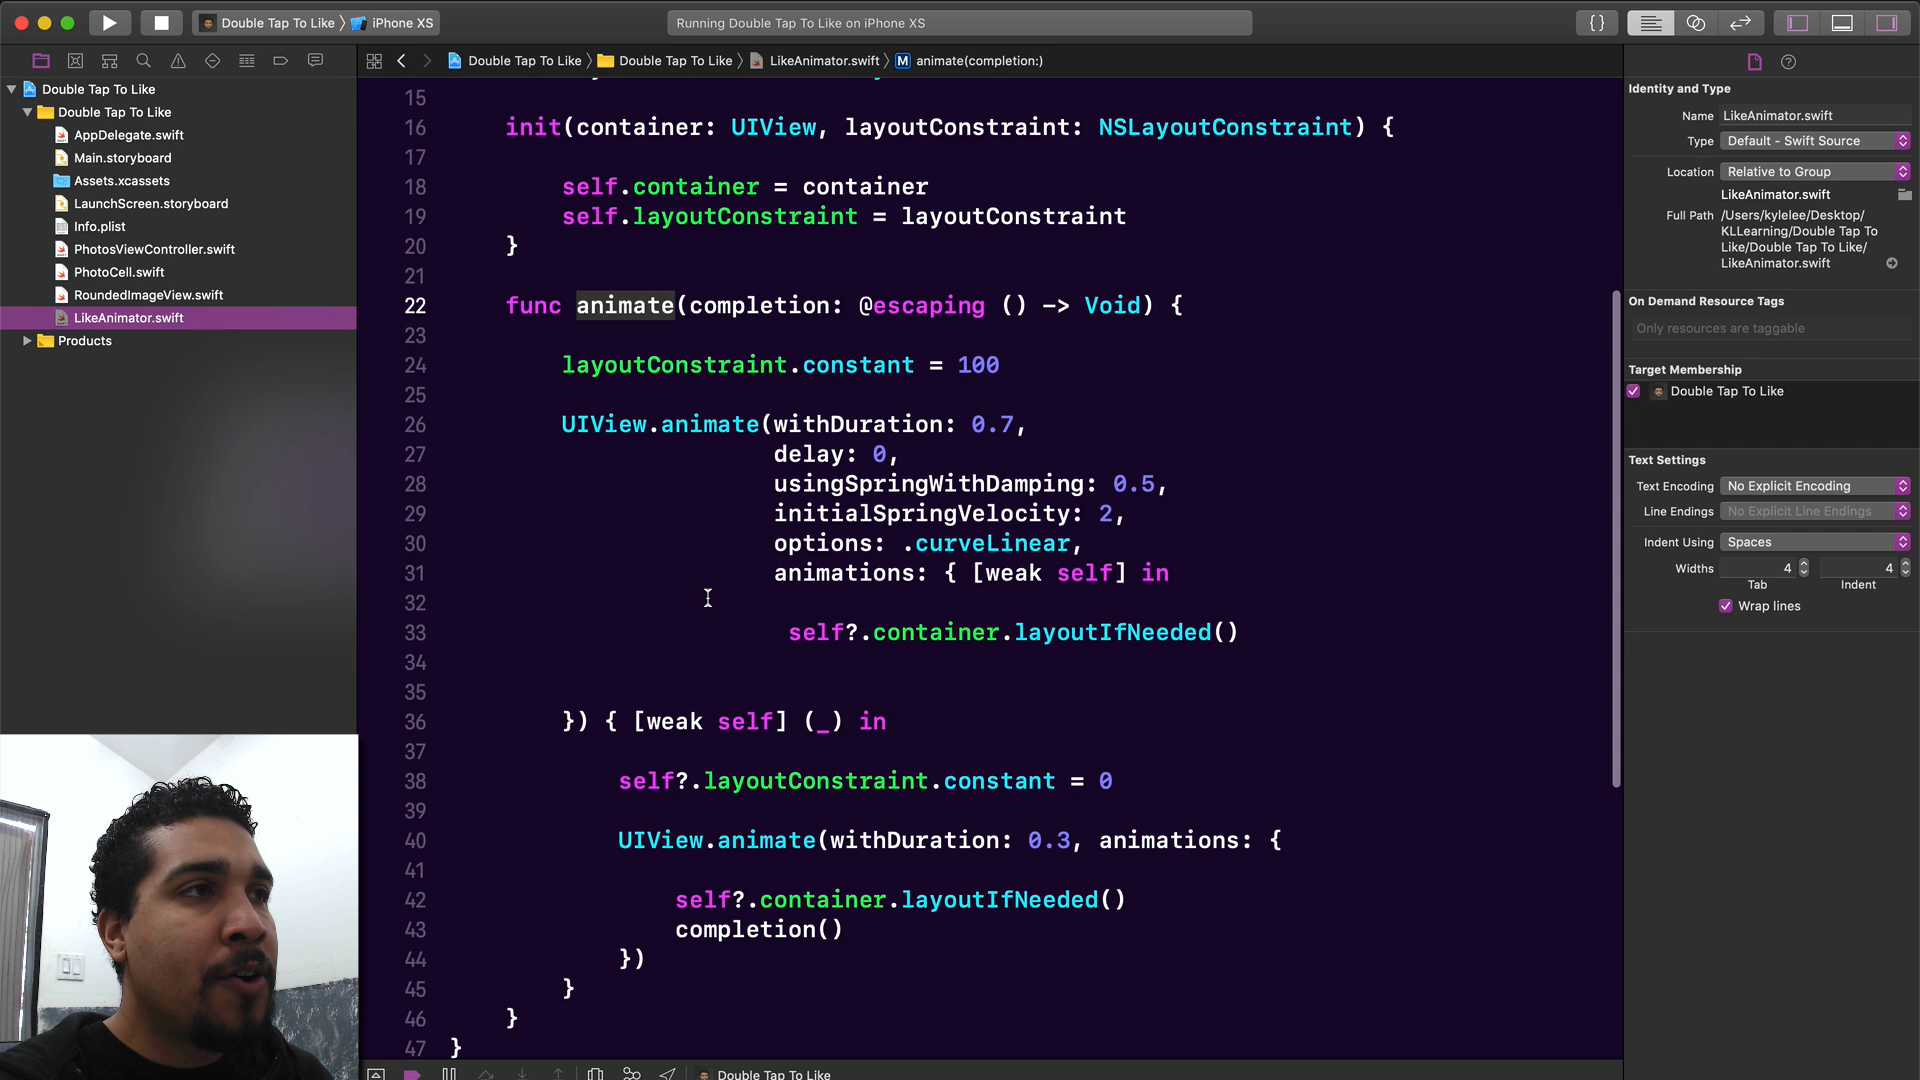 Double Tap To Like iPhone XS
Running Double Tap To Like on iPhone XS
{}
Double Tap To Like Double Tap To Like LikeAnimator.swift M animate(completion:)
Double Tap To Like
Double Tap To Like
AppDelegate.swift
Main.storyboard
Assets.xcassets
LaunchScreen.storyboard
Info.plist
PhotosViewController.swift
PhotoCell.swift
RoundedImageView.swift
LikeAnimator.swift
Products
15
16 init(container: UIView, layoutConstraint: NSLayoutConstraint) {
17
18 self.container = container
19 self.layoutConstraint = layoutConstraint
20 }
21
22 func animate(completion: @escaping () -> Void) {
23
24 layoutConstraint.constant = 100
25
26 UIView.animate(withDuration: 0.7,
27 delay: 0,
28 usingSpringWithDamping: 0.5,
29 initialSpringVelocity: 2,
30 options: .curveLinear,
31 animations: { [weak self] in
32
33 self?.container.layoutIfNeeded()
34
35
36 }) { [weak self] (_) in
37
38 self?.layoutConstraint.constant = 0
39
40 UIView.animate(withDuration: 0.3, animations: {
41
42 self?.container.layoutIfNeeded()
43 completion()
44 })
45 }
46 }
47 }
Double Tap To Like
Identity and Type
Name LikeAnimator.swift
Type Default - Swift Source
Location Relative to Group
LikeAnimator.swift
Full Path /Users/kylelee/Desktop/
KLLearning/Double Tap To
Like/Double Tap To Like/
LikeAnimator.swift
On Demand Resource Tags
Only resources are taggable
Target Membership
Double Tap To Like
Text Settings
Text Encoding No Explicit Encoding
Line Endings No Explicit Line Endings
Indent Using Spaces
Widths 4 4
Tab Indent
Wrap lines